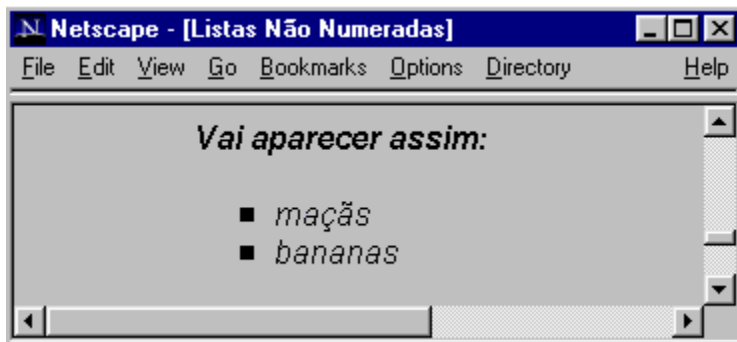 Netscape - [Listas Não Numeradas]
File Edit View Go Bookmarks Options Directory Help
Vai aparecer assim:
maçãs
bananas